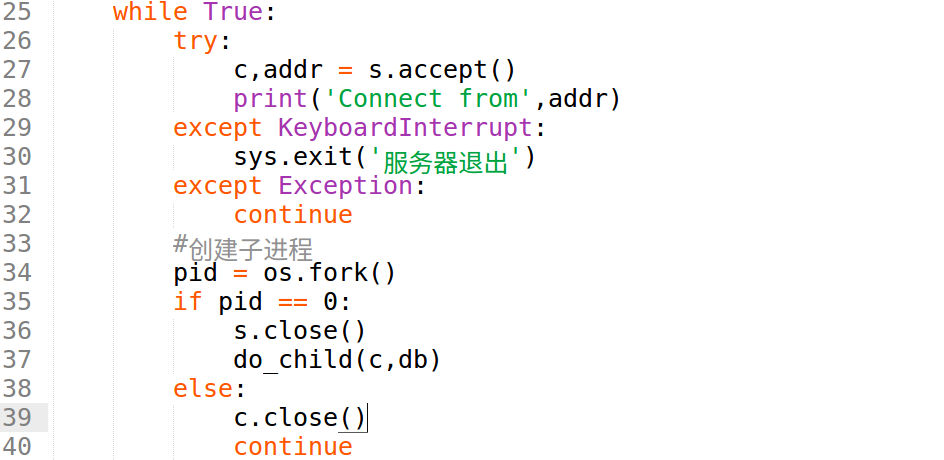 25    while True:
26        try:
27            c,addr = s.accept()
28            print('Connect from',addr)
29        except KeyboardInterrupt:
30            sys.exit('服务器退出')
31        except Exception:
32            continue
33        #创建子进程
34        pid = os.fork()
35        if pid == 0:
36            s.close()
37            do_child(c,db)
38        else:
39            c.close()
40            continue